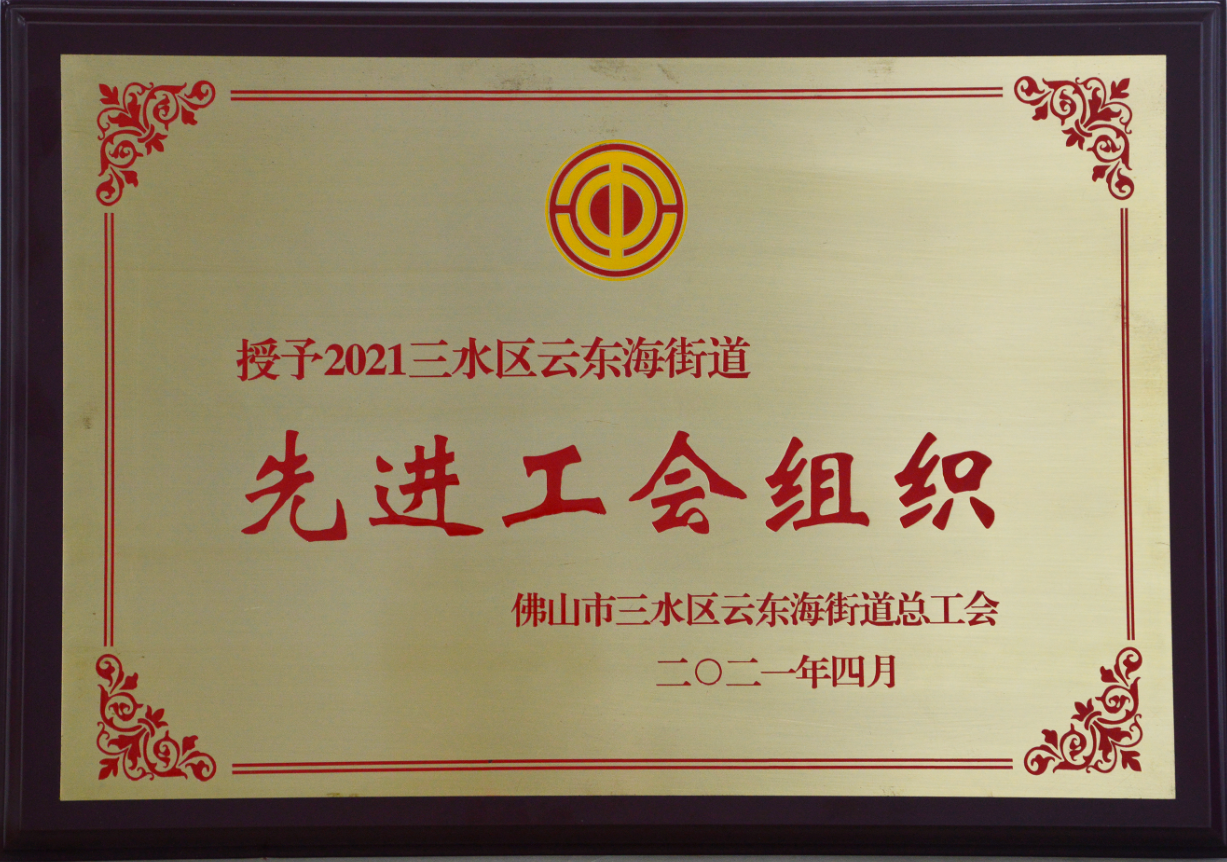 授予2021三水区云东海街道
先进工会组织
佛山市三水区云东海街道总工会
二〇二一年四月